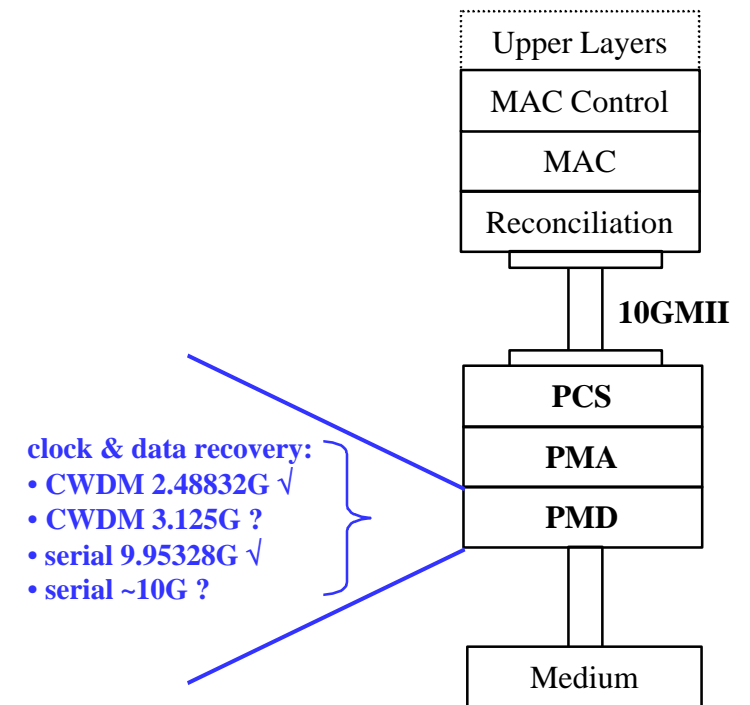 Upper Layers
MAC Control
MAC
Reconciliation
10GMII
PCS
PMA
PMD
clock & data recovery:
• CWDM 2.48832G √
• CWDM 3.125G ?
• serial 9.95328G √
• serial ~10G ?
Medium